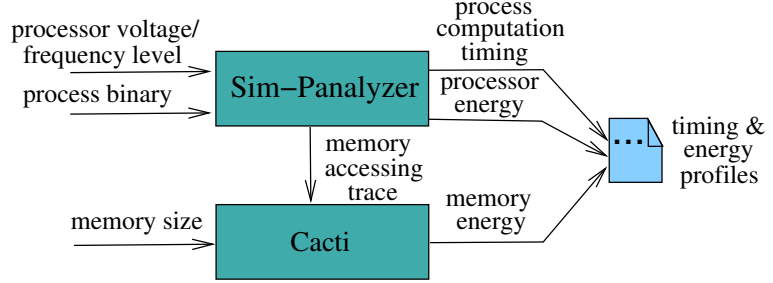 processor voltage/
frequency level
process binary
Sim−Panalyzer
process
computation
timing
processor
energy
...
timing &
energy
profiles
memory
accessing
trace
memory size
Cacti
memory
energy